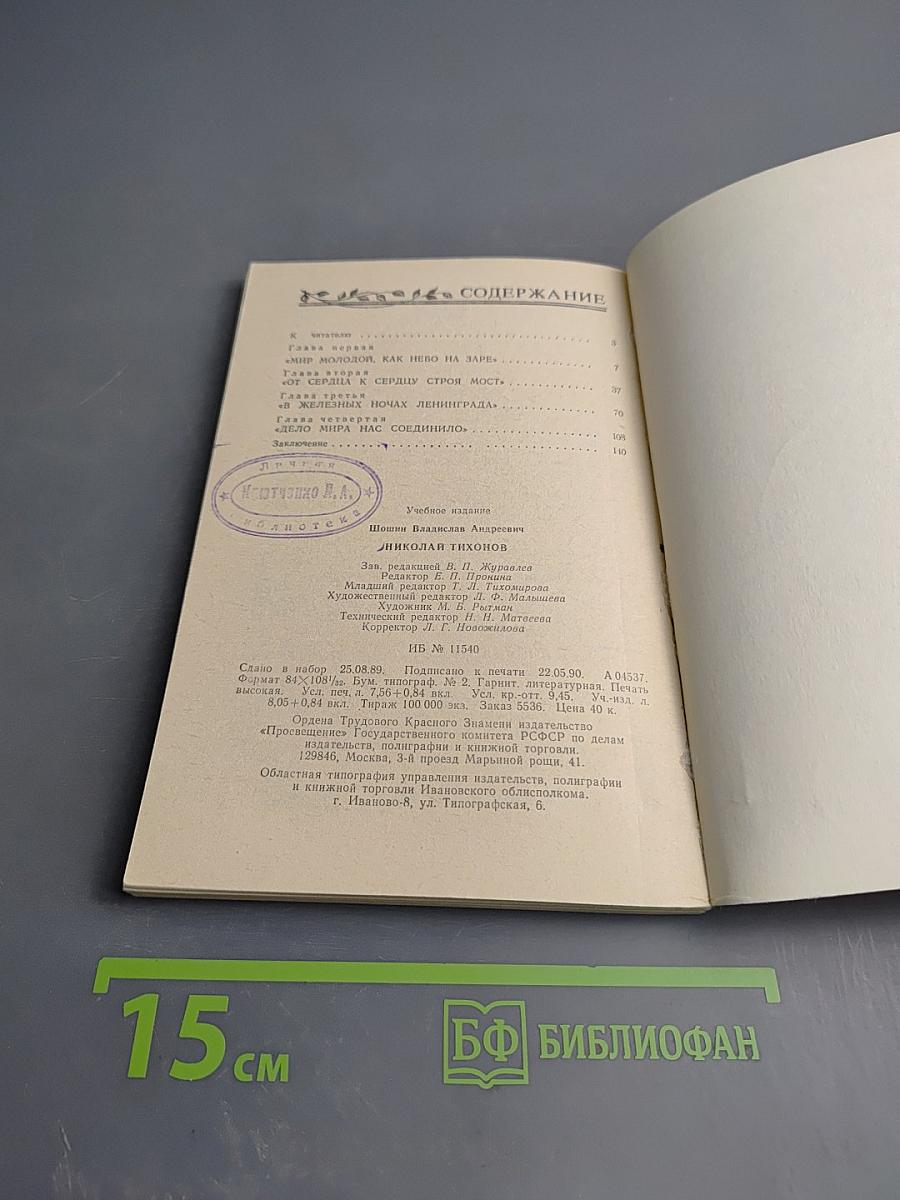 СОДЕРЖАНИЕ
К читателю 3
Глава первая
«МИР МОЛОДОЙ, КАК НЕБО НА ЗАРЕ» 7
Глава вторая
«ОТ СЕРДЦА К СЕРДЦУ СТРОЯ МОСТ» 37
Глава третья
«В ЖЕЛЕЗНЫХ НОЧАХ ЛЕНИНГРАДА» 70
Глава четвертая
«ДЕЛО МИРА НАС СОЕДИНИЛО» 108
Заключение 140
Личная
библиотека
Учебное издание
Шошин Владислав Андреевич
НИКОЛАЙ ТИХОНОВ
Зав. редакцией В. П. Журавлев
Редактор Е. П. Пронина
Младший редактор Т. Л. Тихомирова
Художественный редактор Л. Ф. Малышева
Художник М. Б. Рытман
Технический редактор Н. Н. Матвеева
Корректор Л. Г. Новожилова
ИБ № 11540
Сдано в набор 25.08.89. Подписано к печати 22.05.90. А 04537.
Формат 84×108¹/₃₂. Бум. типограф. № 2. Гарнит. литературная. Печать
высокая. Усл. печ. л. 7,56+0,84 вкл. Усл. кр.-отт. 9,45. Уч.-изд. л.
8,05+0,84 вкл. Тираж 100 000 экз. Заказ 5536. Цена 40 к.
Ордена Трудового Красного Знамени издательство
«Просвещение» Государственного комитета РСФСР по делам
издательств, полиграфии и книжной торговли.
129846, Москва, 3-й проезд Марьиной рощи, 41.
Областная типография управления издательств, полиграфии
и книжной торговли Ивановского облисполкома.
г. Иваново-8, ул. Типографская, 6.
15 см
БФ БИБЛИОФАН